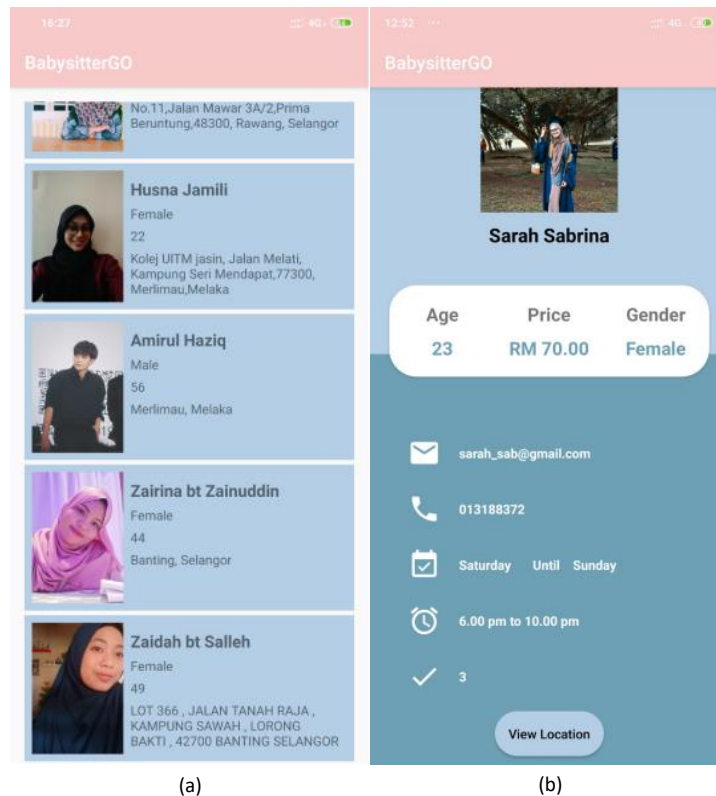 16:27
4G+
BabysitterGO
No.11,Jalan Mawar 3A/2,Prima
Beruntung,48300, Rawang, Selangor
Husna Jamili
Female
22
Kolej UITM jasin, Jalan Melati,
Kampung Seri Mendapat,77300,
Merlimau,Melaka
Amirul Haziq
Male
56
Merlimau, Melaka
Zairina bt Zainuddin
Female
44
Banting, Selangor
Zaidah bt Salleh
Female
49
LOT 366 , JALAN TANAH RAJA ,
KAMPUNG SAWAH , LORONG
BAKTI , 42700 BANTING SELANGOR
(a)
12:52 ...
4G
BabysitterGO
Sarah Sabrina
Age Price Gender
23 RM 70.00 Female
sarah_sab@gmail.com
013188372
Saturday Until Sunday
6.00 pm to 10.00 pm
3
View Location
(b)